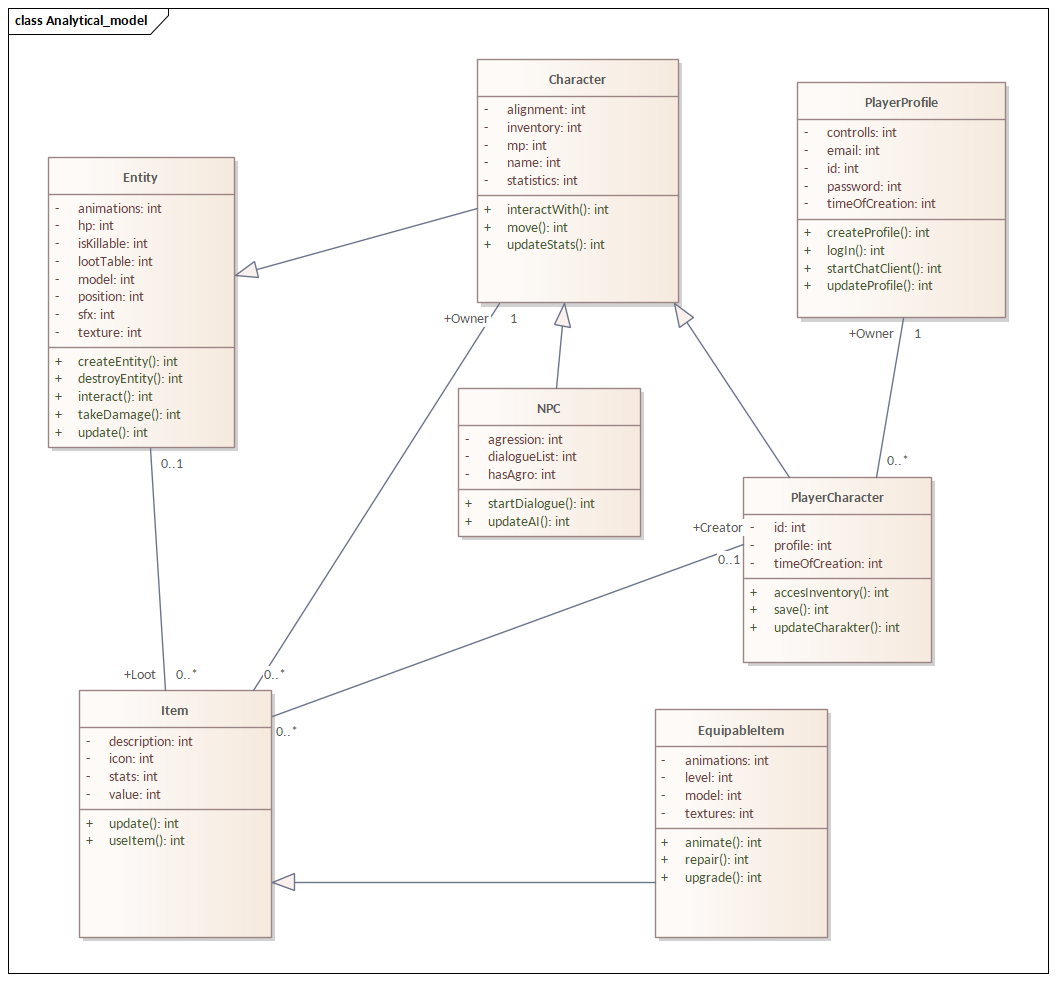 class Analytical_model
Character
- alignment: int
- inventory: int
- mp: int
- name: int
- statistics: int
+ interactWith(): int
+ move(): int
+ updateStats(): int
PlayerProfile
- controlls: int
- email: int
- id: int
- password: int
- timeOfCreation: int
+ createProfile(): int
+ logIn(): int
+ startChatClient(): int
+ updateProfile(): int
Entity
- animations: int
- hp: int
- isKillable: int
- lootTable: int
- model: int
- position: int
- sfx: int
- texture: int
+ createEntity(): int
+ destroyEntity(): int
+ interact(): int
+ takeDamage(): int
+ update(): int
+Owner 1
+Owner 1
NPC
- agression: int
- dialogueList: int
- hasAgro: int
+ startDialogue(): int
+ updateAI(): int
0..1
0..*
PlayerCharacter
- id: int
- profile: int
- timeOfCreation: int
+ accesInventory(): int
+ save(): int
+ updateCharakter(): int
+Creator
0..1
+Loot 0..*
0..*
Item
- description: int
- icon: int
- stats: int
- value: int
+ update(): int
+ useItem(): int
0..*
EquipableItem
- animations: int
- level: int
- model: int
- textures: int
+ animate(): int
+ repair(): int
+ upgrade(): int